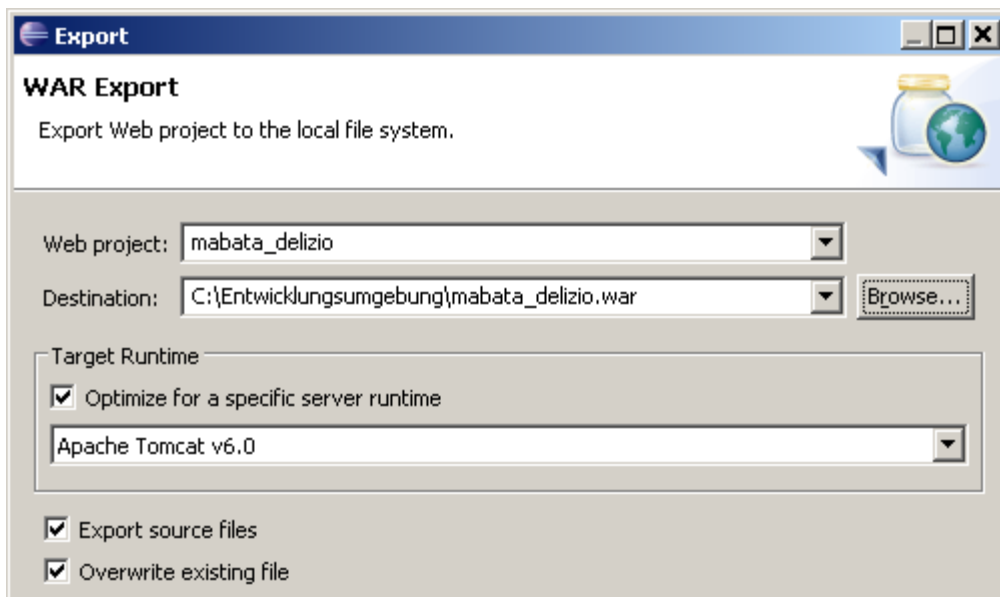 Export
WAR Export
Export Web project to the local file system.
Web project: mabata_delizio
Destination: C:\Entwicklungsumgebung\mabata_delizio.war Browse...
Target Runtime
Optimize for a specific server runtime
Apache Tomcat v6.0
Export source files
Overwrite existing file